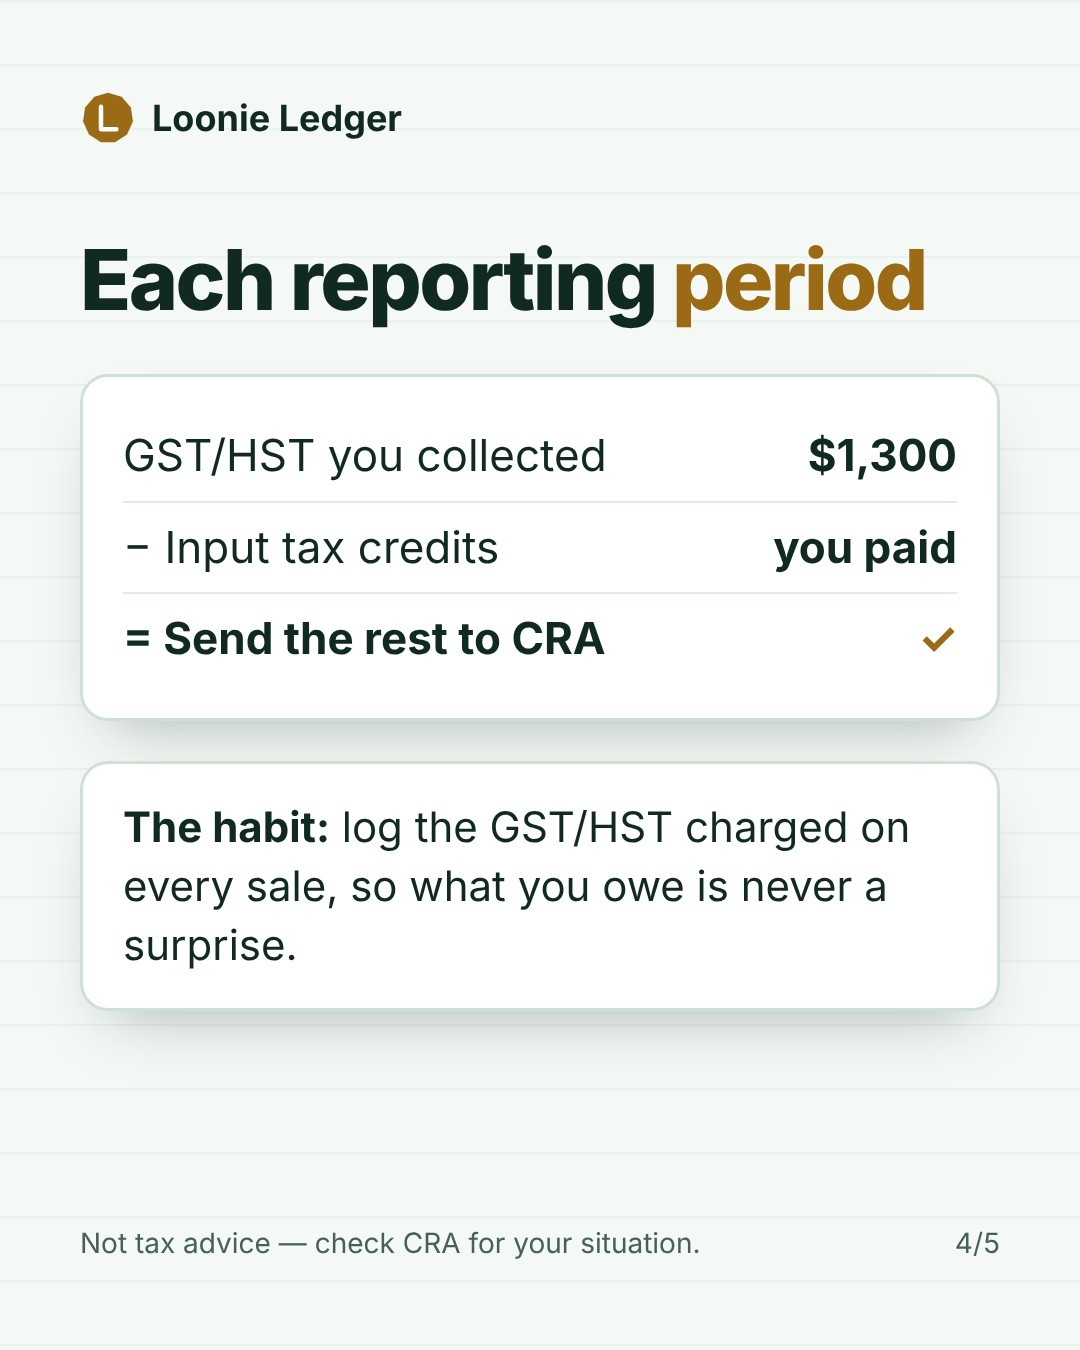 L Loonie Ledger
Each reporting period
GST/HST you collected $1,300
− Input tax credits you paid
= Send the rest to CRA ✓
The habit: log the GST/HST charged on
every sale, so what you owe is never a
surprise.
Not tax advice — check CRA for your situation. 4/5